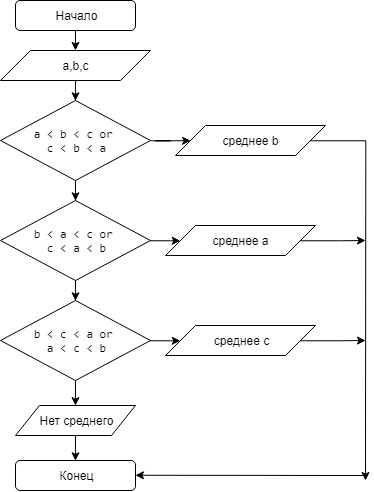 Начало
a,b,c
a < b < c or
c < b < a
среднее b
b < a < c or
c < a < b
среднее a
b < c < a or
a < c < b
среднее c
Нет среднего
Конец